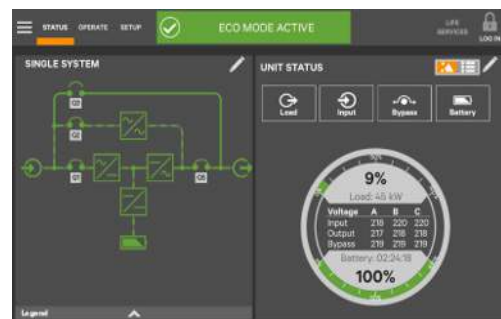 STATUS OPERATE SETUP ECO MODE ACTIVE LIFE SERVICES LOG IN
SINGLE SYSTEM
Q3
Q2
Q1
Q5
Legend
UNIT STATUS
Load Input Bypass Battery
9%
Load: 45 kW
Voltage A B C
Input 218 220 220
Output 217 218 218
Bypass 219 219 219
Battery: 02:24:18
100%